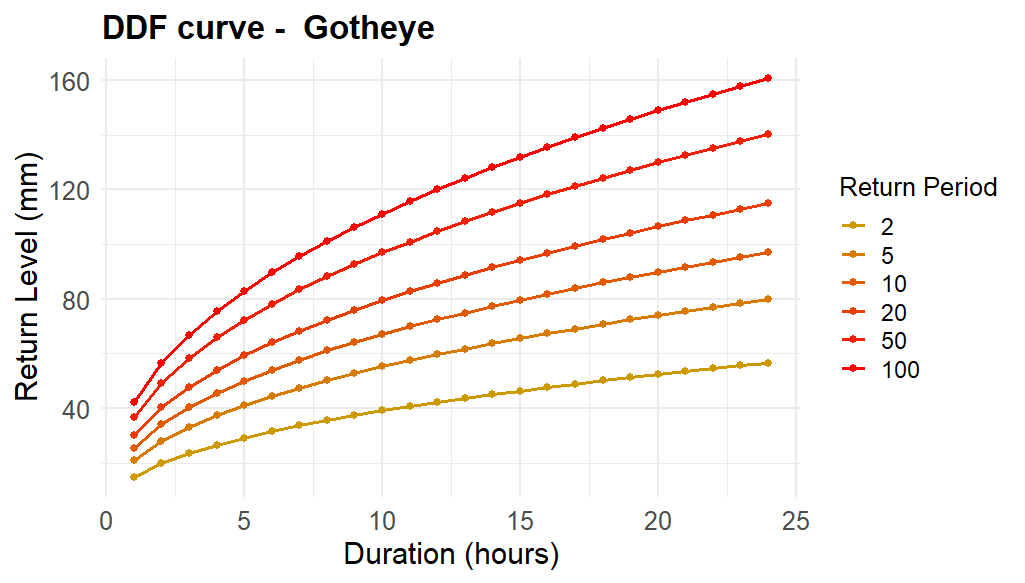 DDF curve -  Gotheye
Return Level (mm)
160
120
80
40
0 5 10 15 20 25
Duration (hours)
Return Period
2
5
10
20
50
100